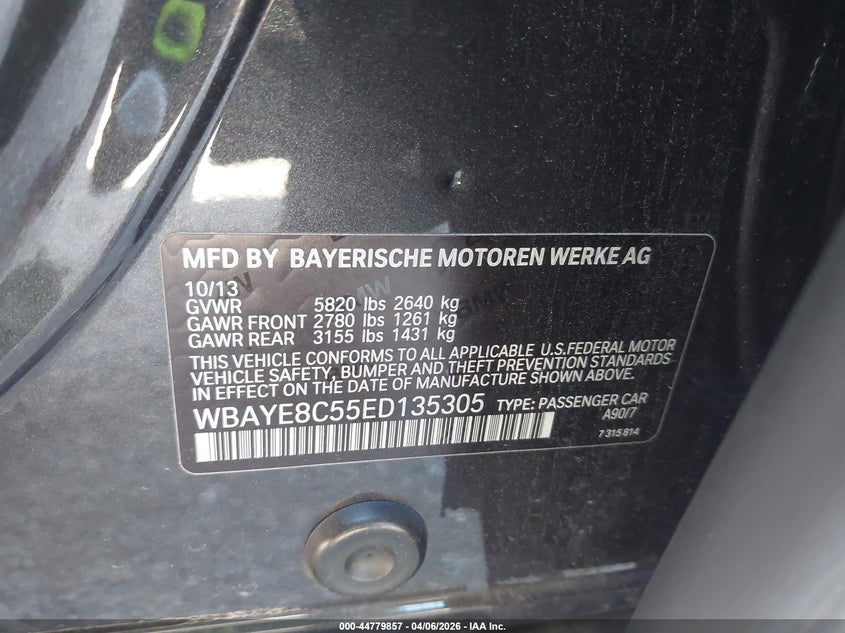 MFD BY BAYERISCHE MOTOREN WERKE AG
10/13
GVWR 5820 lbs 2640 kg
GAWR FRONT 2780 lbs 1261 kg
GAWR REAR 3155 lbs 1431 kg
THIS VEHICLE CONFORMS TO ALL APPLICABLE U.S.FEDERAL MOTOR
VEHICLE SAFETY, BUMPER AND THEFT PREVENTION STANDARDS
IN EFFECT ON THE DATE OF MANUFACTURE SHOWN ABOVE.
WBAYE8C55ED135305 TYPE: PASSENGER CAR
A90/7
7315814
000-44779857 - 04/06/2026 - IAA Inc.